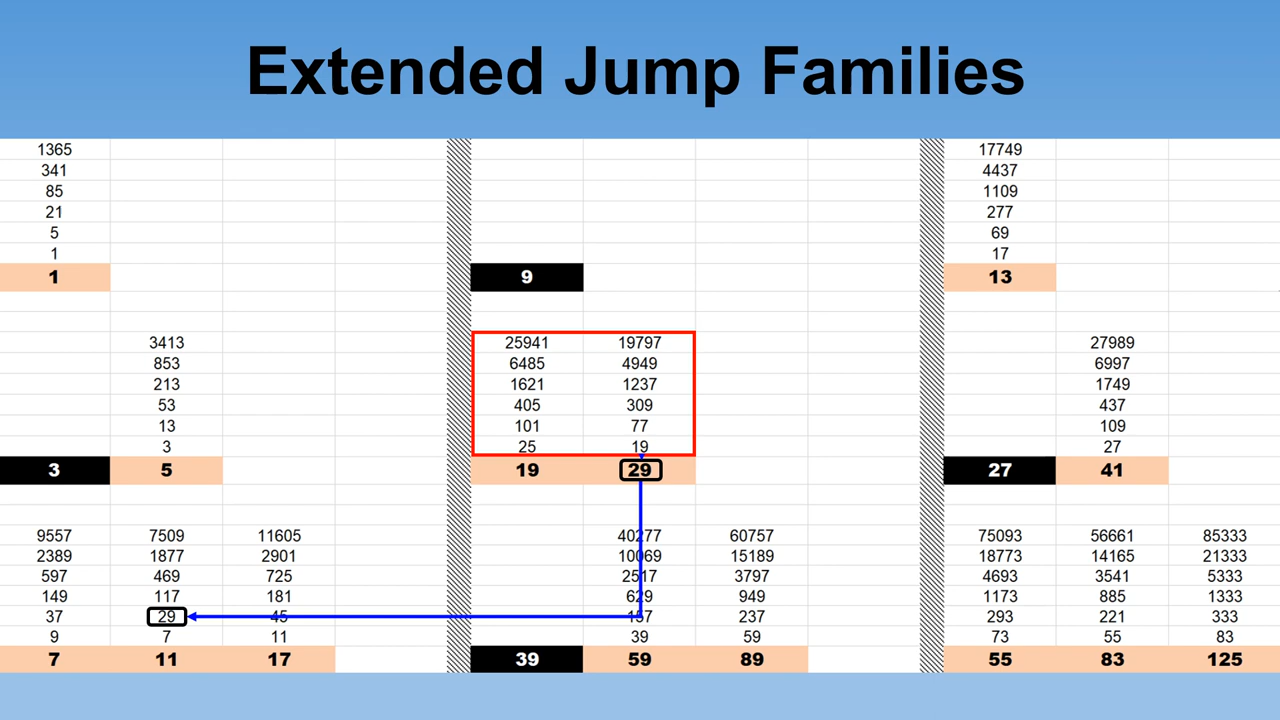 Extended Jump Families
1365 17749
341 4437
85 1109
21 277
5 69
1 17
1 9 13
3413 25941 19797 27989
853 6485 4949 6997
213 1621 1237 1749
53 405 309 437
13 101 77 109
3 25 19 27
3 5 19 29 27 41
9557 7509 11605 40277 60757 75093 56661 85333
2389 1877 2901 10069 15189 18773 14165 21333
597 469 725 2517 3797 4693 3541 5333
149 117 181 629 949 1173 885 1333
37 29 45 157 237 293 221 333
9 7 11 39 59 73 55 83
7 11 17 39 59 89 55 83 125